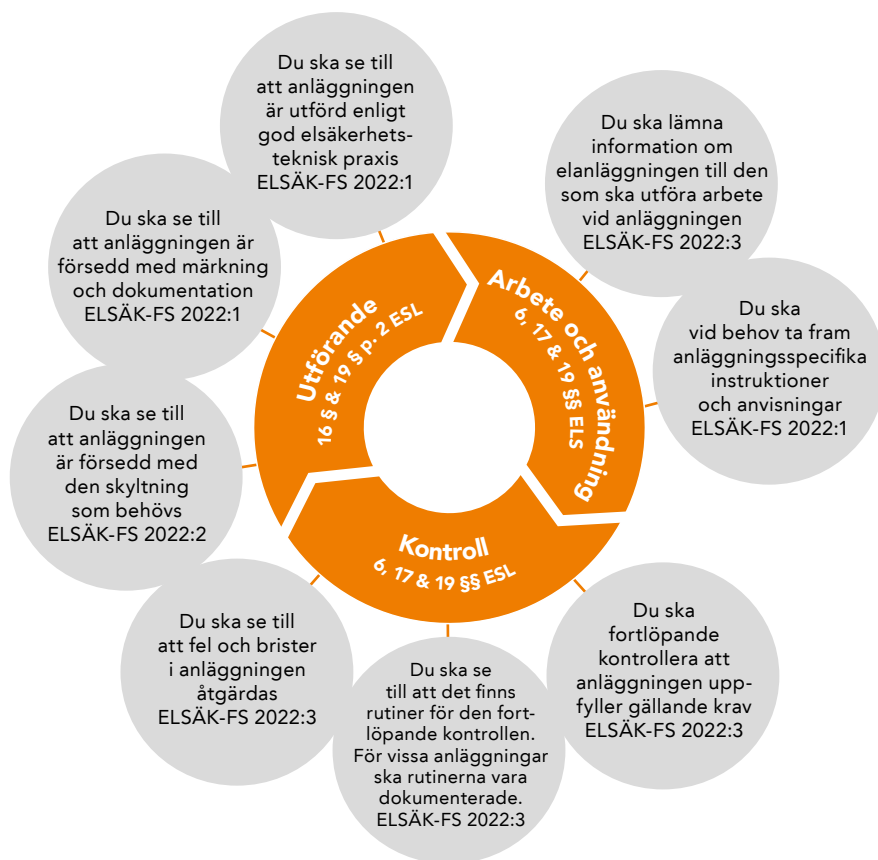 Du ska se till
att anläggningen
är utförd enligt
god elsäkerhets-
teknisk praxis
ELSÄK-FS 2022:1
Du ska lämna
information om
elanläggningen till den
som ska utföra arbete
vid anläggningen
ELSÄK-FS 2022:3
Du ska se till
att anläggningen är
försedd med märkning
och dokumentation
ELSÄK-FS 2022:1
Du ska
vid behov ta fram
anläggningsspecifika
instruktioner
och anvisningar
ELSÄK-FS 2022:1
Utförande
16 § & 19 § p. 2 ESL
Arbete och användning
6, 17 & 19 §§ ELS
Du ska se till
att anläggningen
är försedd med
den skyltning
som behövs
ELSÄK-FS 2022:2
Kontroll
6, 17 & 19 §§ ESL
Du ska se till
att fel och brister
i anläggningen
åtgärdas
ELSÄK-FS 2022:3
Du ska se
till att det finns
rutiner för den fort-
löpande kontrollen.
För vissa anläggningar
ska rutinerna vara
dokumenterade.
ELSÄK-FS 2022:3
Du ska
fortlöpande
kontrollera att
anläggningen upp-
fyller gällande krav
ELSÄK-FS 2022:3